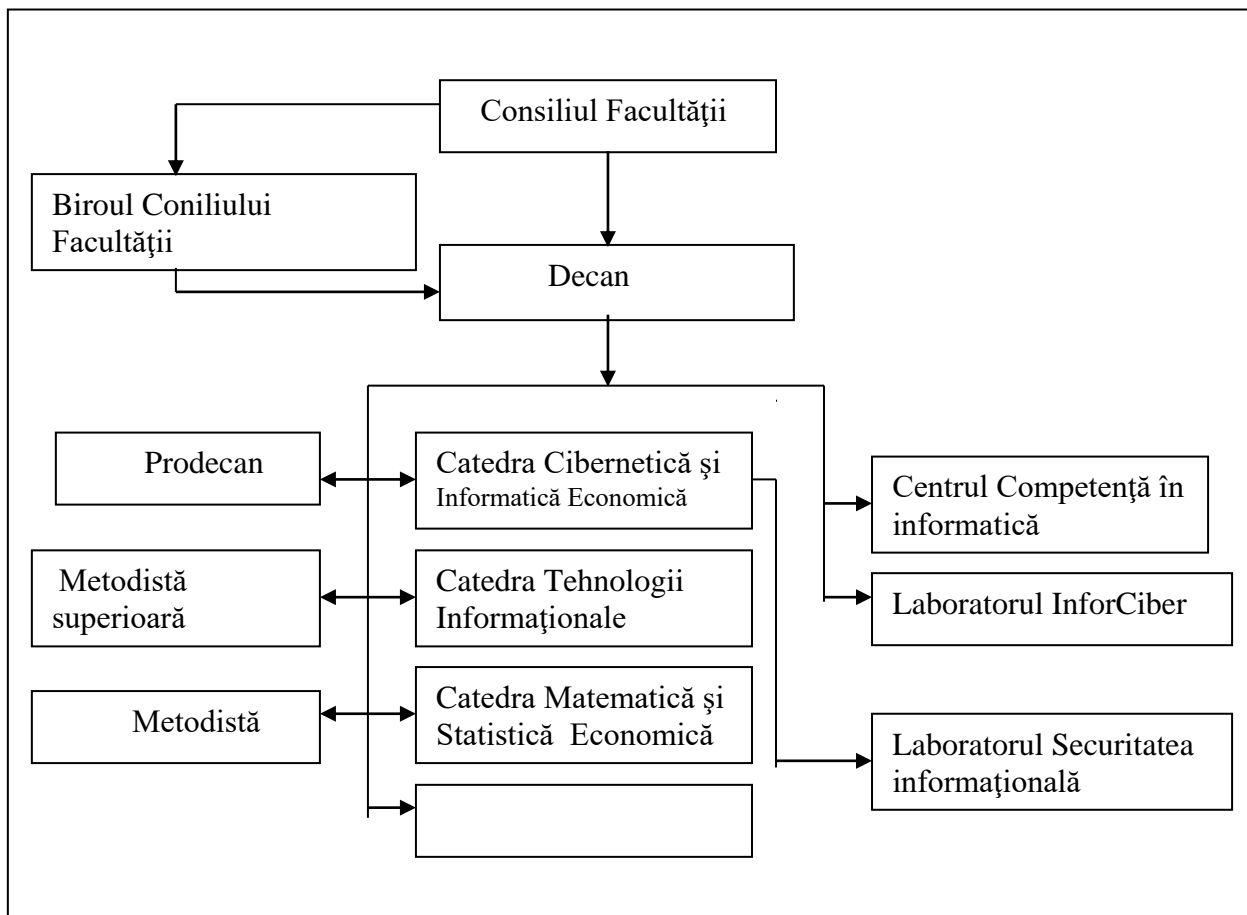 Consiliul Facultăţii
Biroul Coniliului
Facultăţii
Decan
Prodecan
Catedra Cibernetică şi
Informatică Economică
Centrul Competenţă în
informatică
Metodistă
superioară
Catedra Tehnologii
Informaţionale
Laboratorul InforCiber
Metodistă
Catedra Matematică şi
Statistică Economică
Laboratorul Securitatea
informaţională